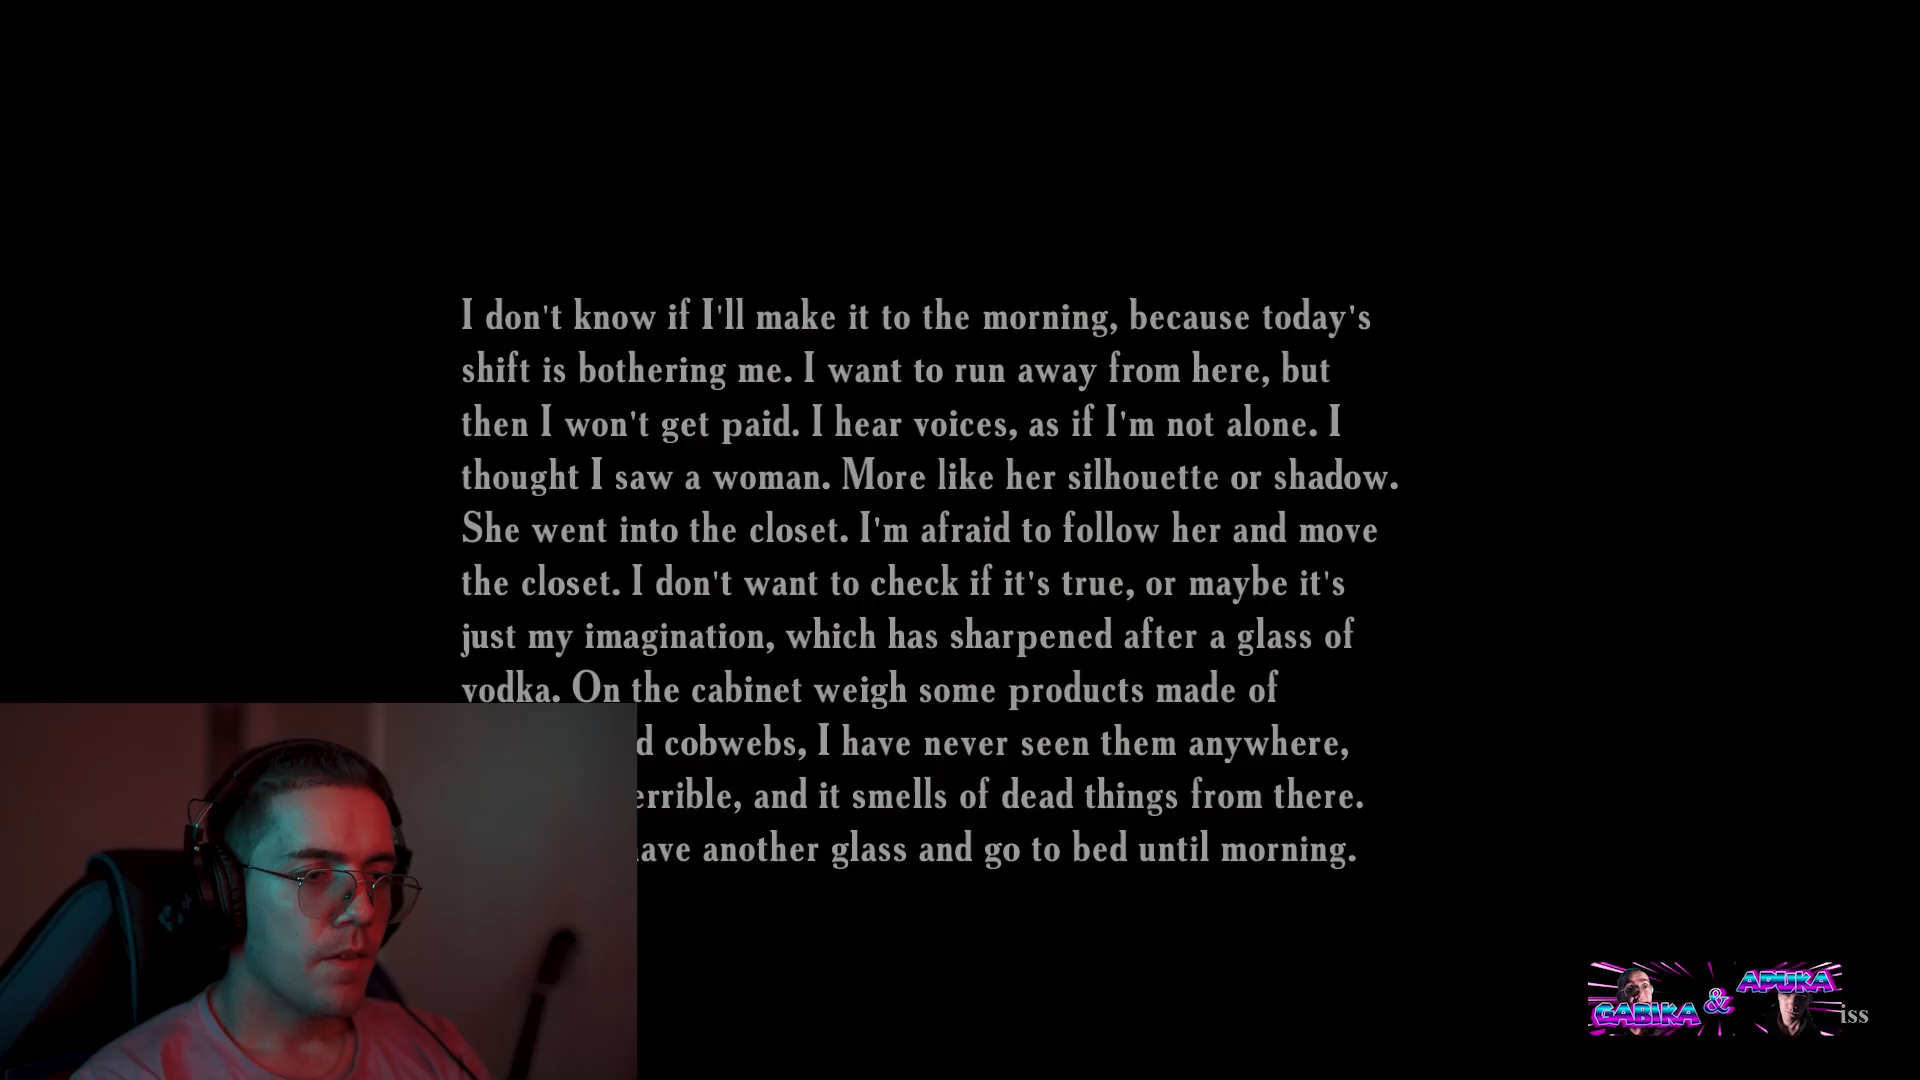 I don't know if I'll make it to the morning, because today's
shift is bothering me. I want to run away from here, but
then I won't get paid. I hear voices, as if I'm not alone. I
thought I saw a woman. More like her silhouette or shadow.
She went into the closet. I'm afraid to follow her and move
the closet. I don't want to check if it's true, or maybe it's
just my imagination, which has sharpened after a glass of
vodka. On the cabinet weigh some products made of
cobwebs, I have never seen them anywhere,
and it smells of dead things from there.
another glass and go to bed until morning.
GABIKA & APUKA
iss